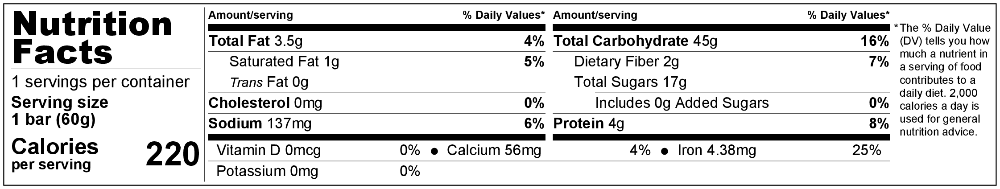 Nutrition
Facts
1 servings per container
Serving size
1 bar (60g)
Calories
per serving
220
Amount/serving % Daily Values*
Total Fat 3.5g 4%
Saturated Fat 1g 5%
Trans Fat 0g
Cholesterol 0mg 0%
Sodium 137mg 6%
Amount/serving % Daily Values*
Total Carbohydrate 45g 16%
Dietary Fiber 2g 7%
Total Sugars 17g
Includes 0g Added Sugars 0%
Protein 4g 8%
Vitamin D 0mcg 0% ● Calcium 56mg 4% ● Iron 4.38mg 25%
Potassium 0mg 0%
*The % Daily Value
(DV) tells you how
much a nutrient in
a serving of food
contributes to a
daily diet. 2,000
calories a day is
used for general
nutrition advice.